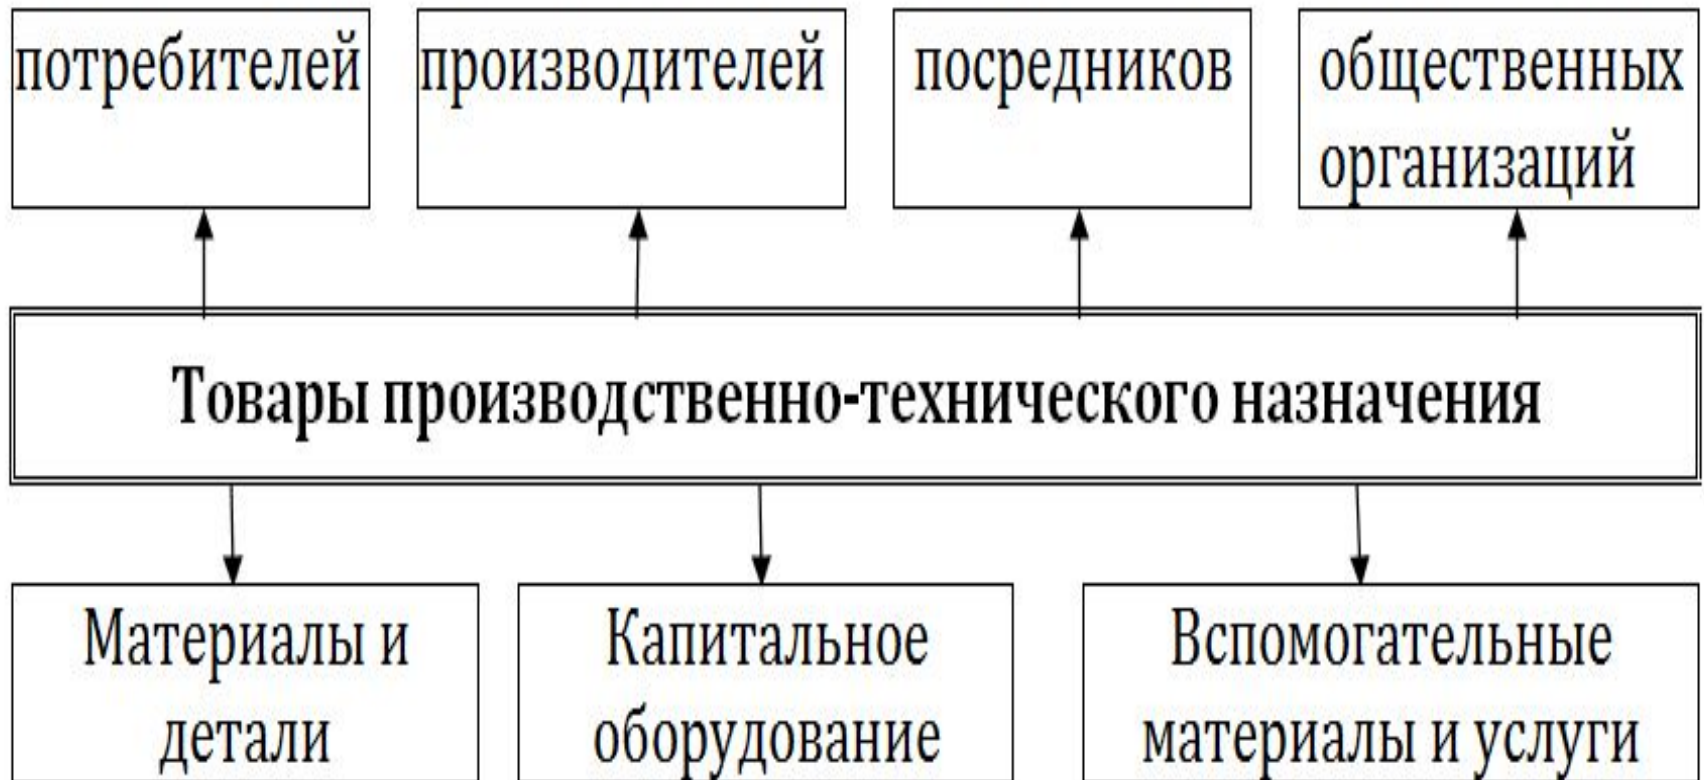 потребителей
производителей
посредников
общественных
организаций
Товары производственно-технического назначения
Материалы и
детали
Капитальное
оборудование
Вспомогательные
материалы и услуги